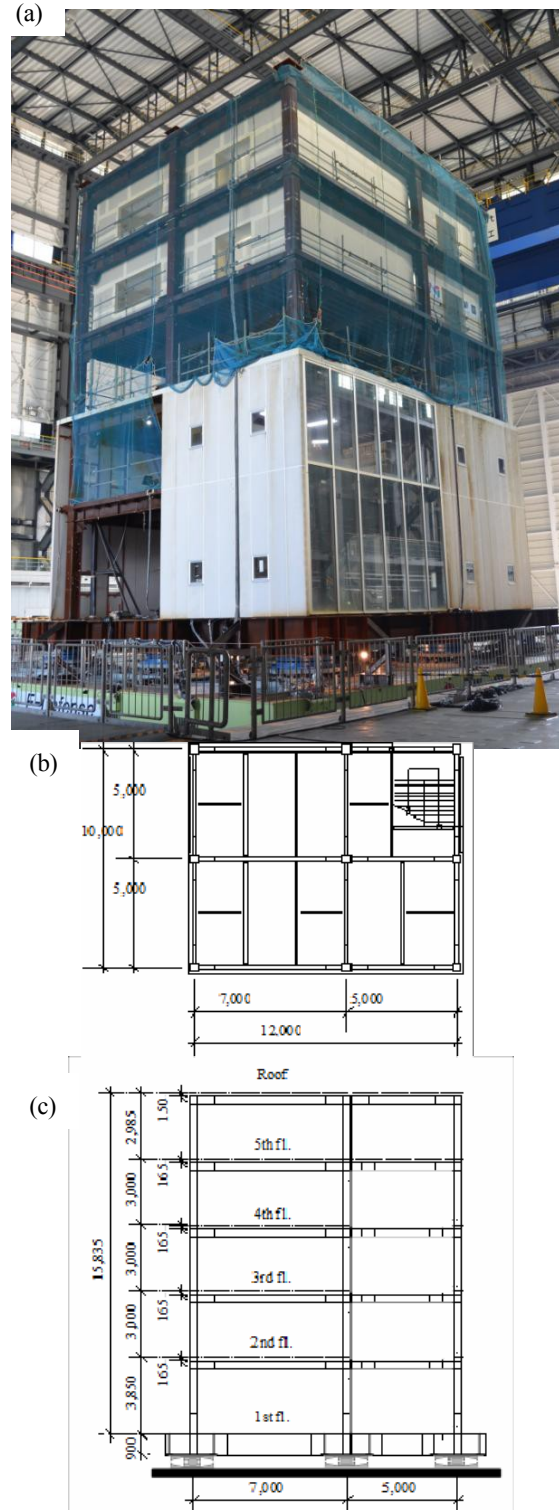 (a)
E-Defense
(b)
5,000
10,000
5,000
7,000
5,000
12,000
Roof
(c)
2,985
150
5th fl.
165
3,000
4th fl.
165
3,000
15,835
3rd fl.
165
3,000
2nd fl.
165
3,850
1st fl.
900
7,000
5,000